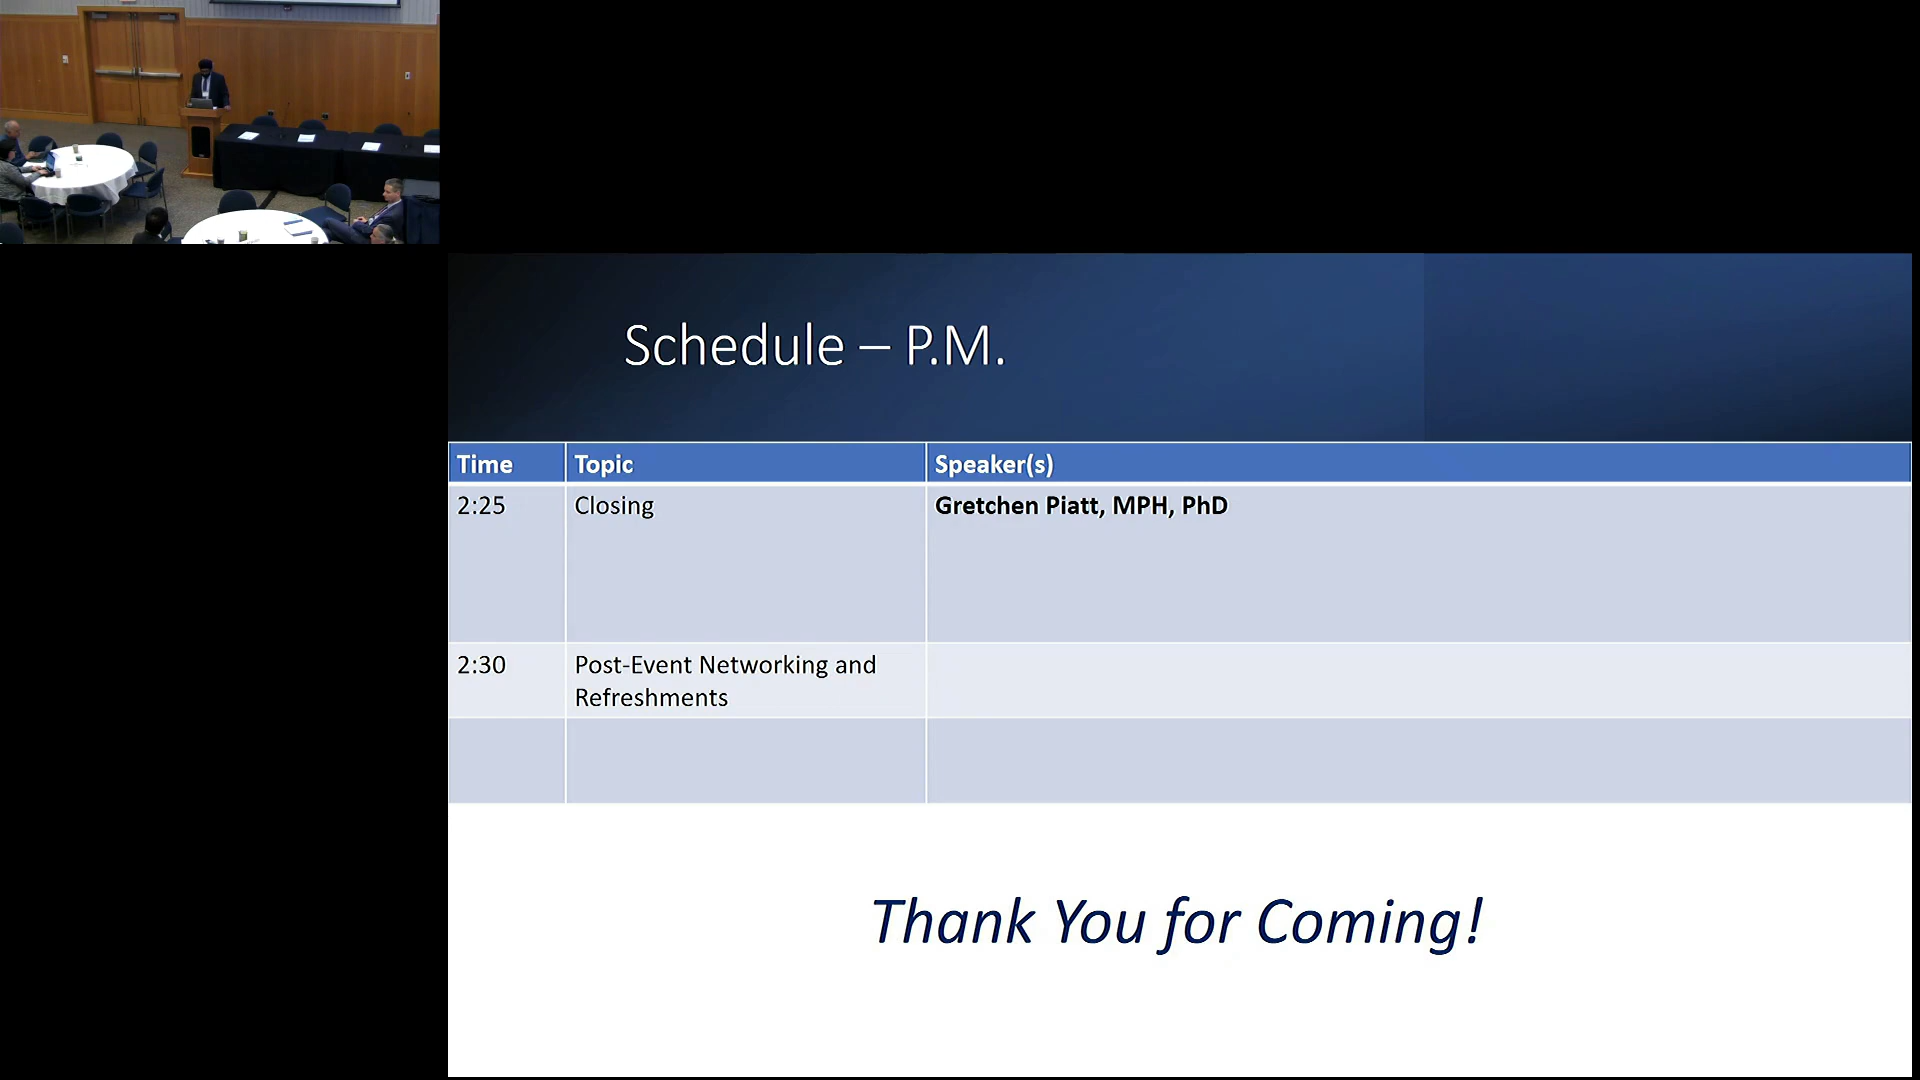 Schedule – P.M.
Time Topic Speaker(s)
2:25 Closing Gretchen Piatt, MPH, PhD
2:30 Post-Event Networking and
Refreshments
Thank You for Coming!